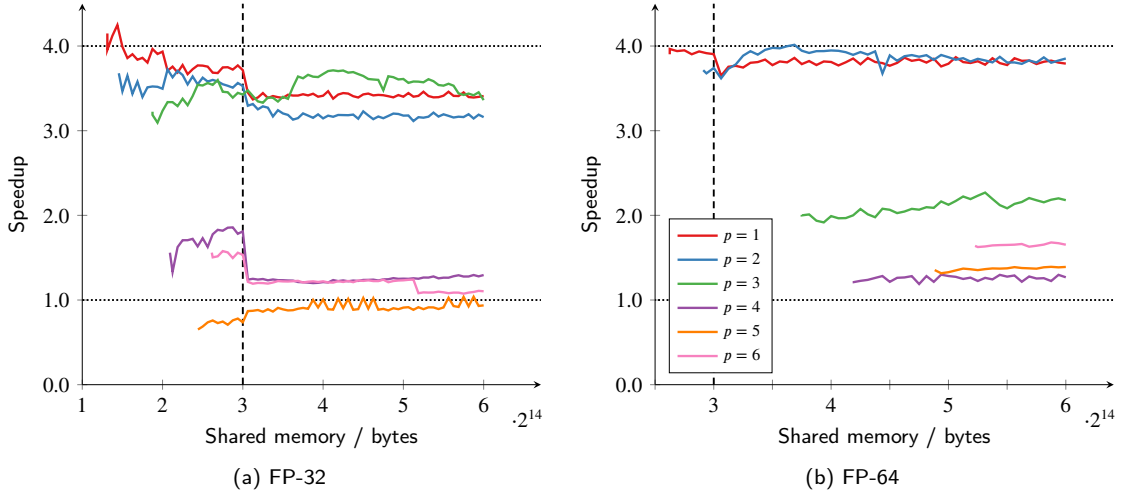 4.0
3.0
2.0
1.0
0.0
Speedup
1 2 3 4 5 6
·2^14
Shared memory / bytes
(a) FP-32
4.0
3.0
2.0
1.0
0.0
Speedup
p = 1
p = 2
p = 3
p = 4
p = 5
p = 6
3 4 5 6
·2^14
Shared memory / bytes
(b) FP-64